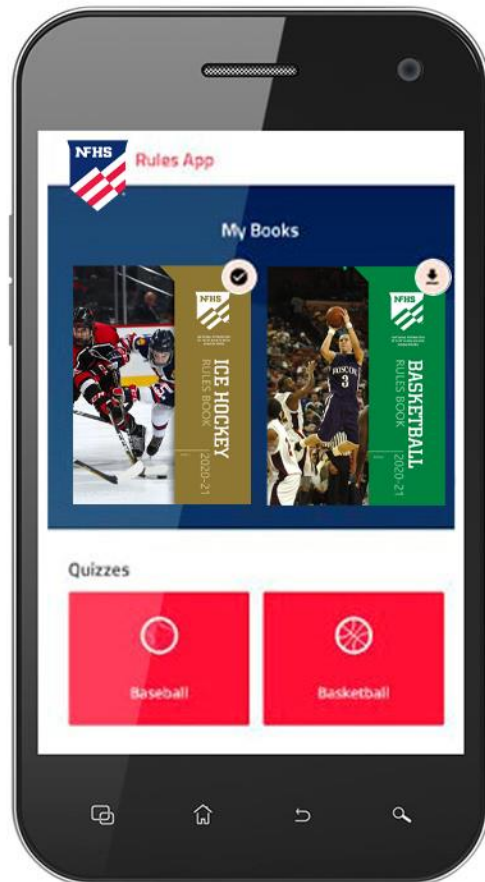 NFHS
Rules App
My Books
NFHS
ICE HOCKEY
RULES BOOK
2020-21
NFHS
BASKETBALL
RULES BOOK
2020-21
3
Quizzes
Baseball
Basketball